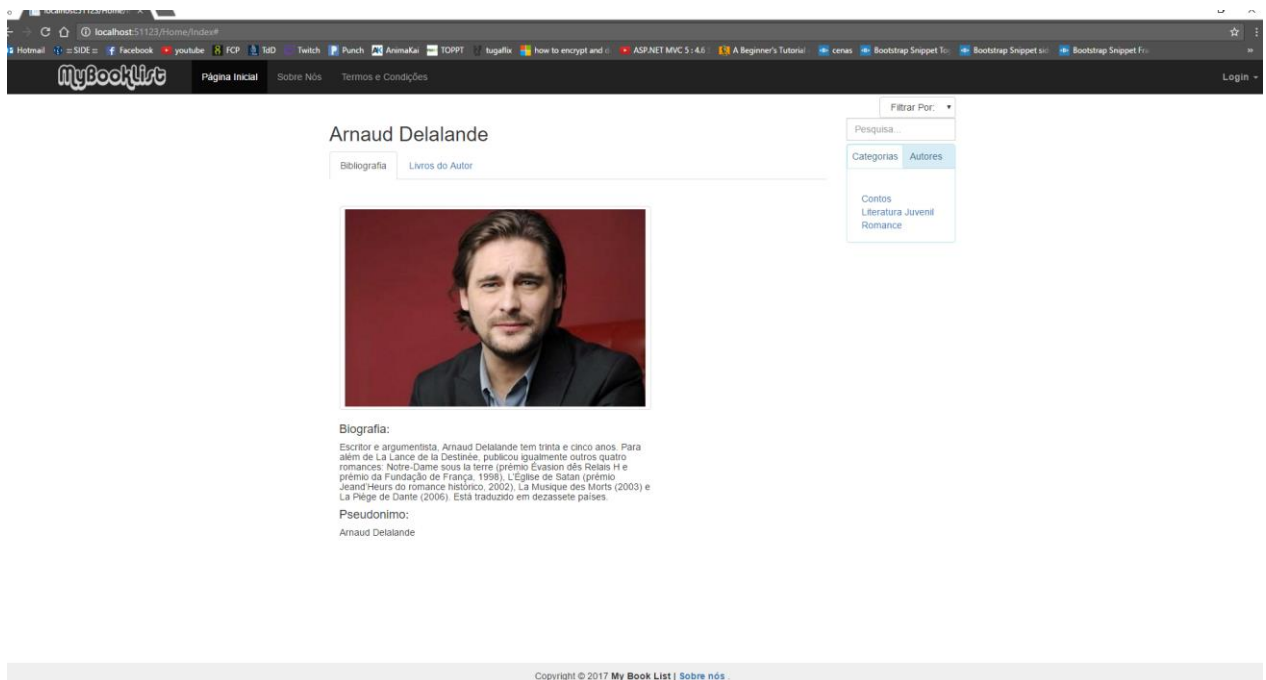 localhost:51123/Home/Index#
Hotmail :: SIDE :: Facebook youtube FCP TdD Twitch Punch AnimaKai TOPPT tugaflix how to encrypt and d ASP.NET MVC 5 : 4.6 A Beginner's Tutorial cenas Bootstrap Snippet To Bootstrap Snippet sid Bootstrap Snippet Fr
MyBookList Página Inicial Sobre Nós Termos e Condições Login
Filtrar Por:
Pesquisa...
Categorias Autores
Contos
Literatura Juvenil
Romance
Arnaud Delalande
Bibliografia Livros do Autor
Biografia:
Escritor e argumentista, Arnaud Delalande tem trinta e cinco anos. Para
além de La Lance de la Destinée, publicou igualmente outros quatro
romances: Notre-Dame sous la terre (prémio Évasion dês Relais H e
prémio da Fundação de França, 1998), L'Église de Satan (prémio
Jeand'Heurs do romance histórico, 2002), La Musique des Morts (2003) e
La Piège de Dante (2006). Está traduzido em dezassete países.
Pseudonimo:
Arnaud Delalande
Copyright © 2017 My Book List | Sobre nós .